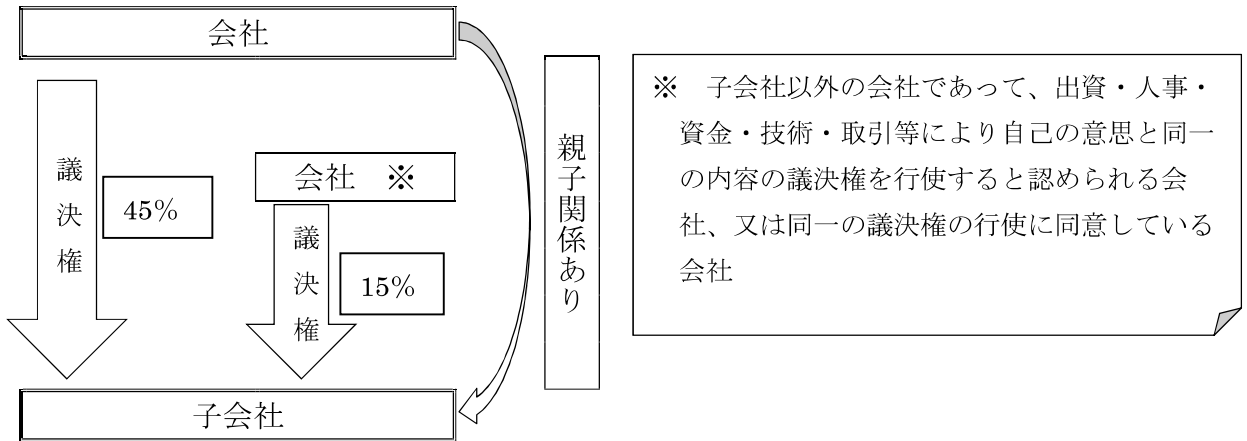 会社
議決権
45%
会社 ※
議決権
15%
親子関係あり
子会社
※ 子会社以外の会社であって、出資・人事・
資金・技術・取引等により自己の意思と同一
の内容の議決権を行使すると認められる会
社、又は同一の議決権の行使に同意している
会社